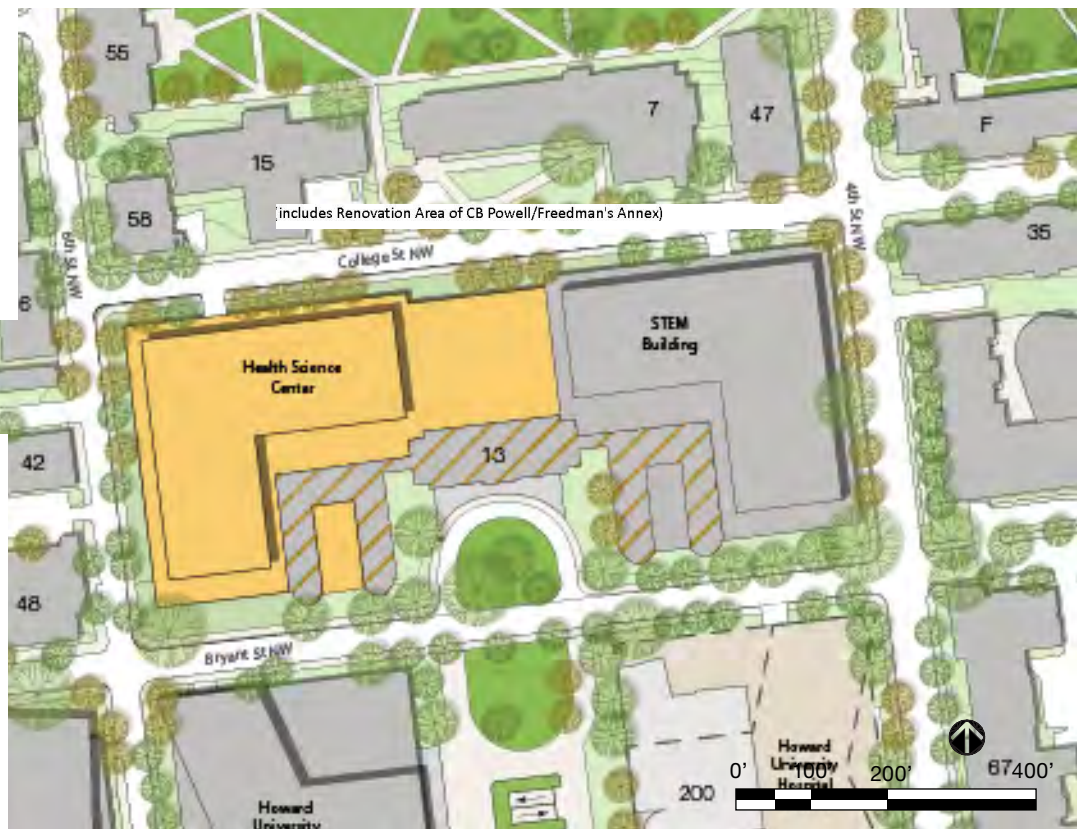 55
7
47
F
15
58
(includes Renovation Area of CB Powell/Freedman's Annex)
6th St. NW
4th St. NW
35
College St NW
6
STEM
Building
Health Science
Center
42
13
48
Bryant St NW
Howard
University
Hospital
0' 100' 200' 400'
67
200
Howard
University